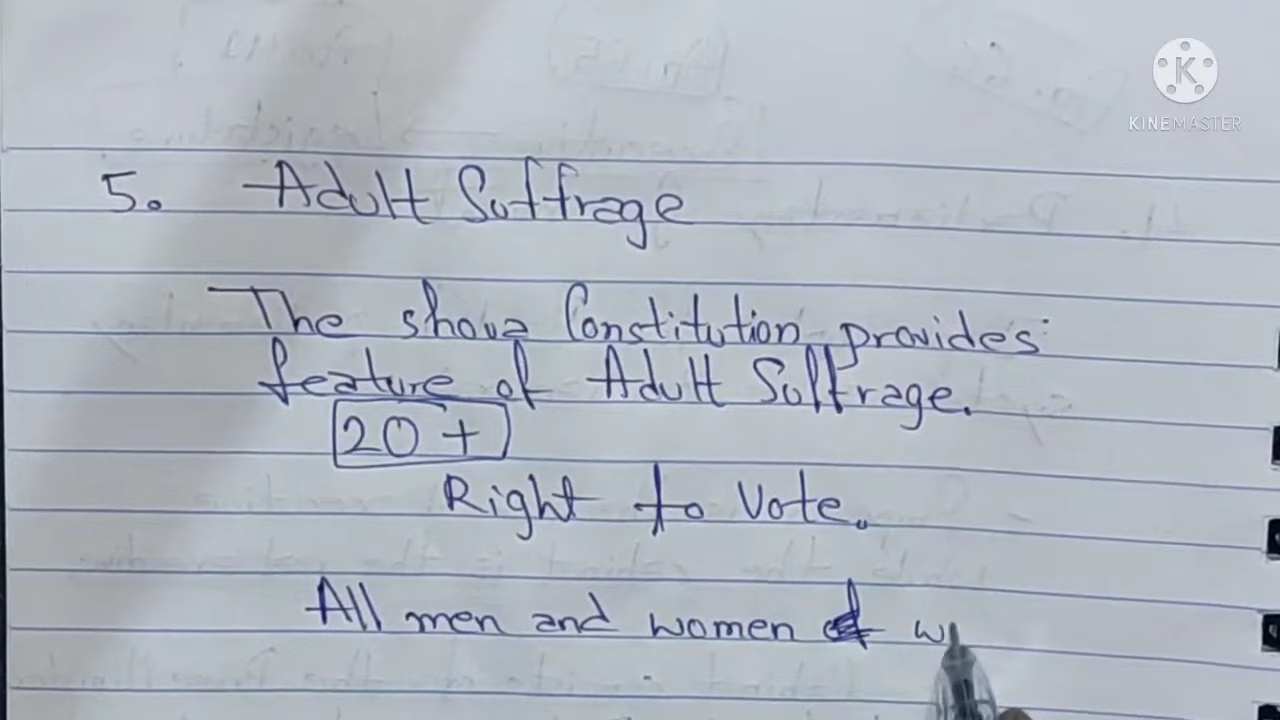 KINEMASTER
5. Adult Suffrage
The showa Constitution provides
feature of Adult Suffrage.
20 +
Right to Vote.
All men and women w